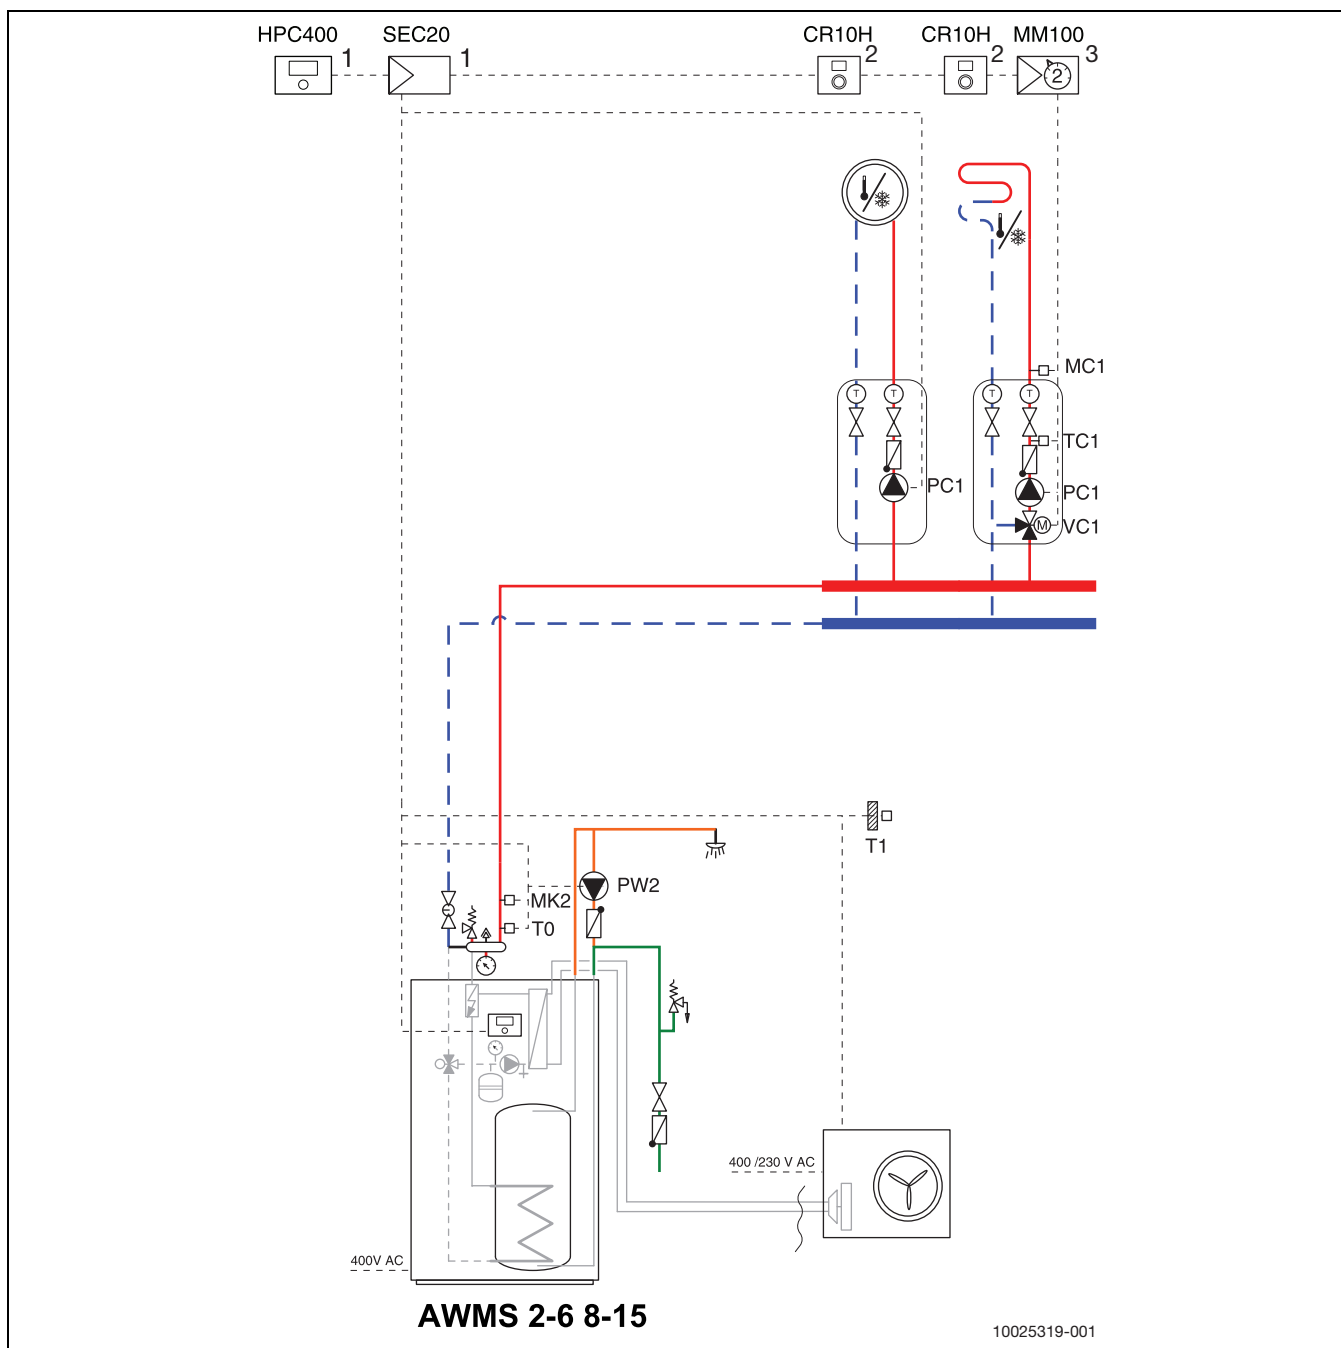 HPC400 SEC20 CR10H CR10H MM100
1 1 2 2 3
2
MC1
T T T T
TC1
PC1 PC1
M VC1
T1
PW2
MK2
T0
400 /230 V AC
400V AC
AWMS 2-6 8-15
10025319-001